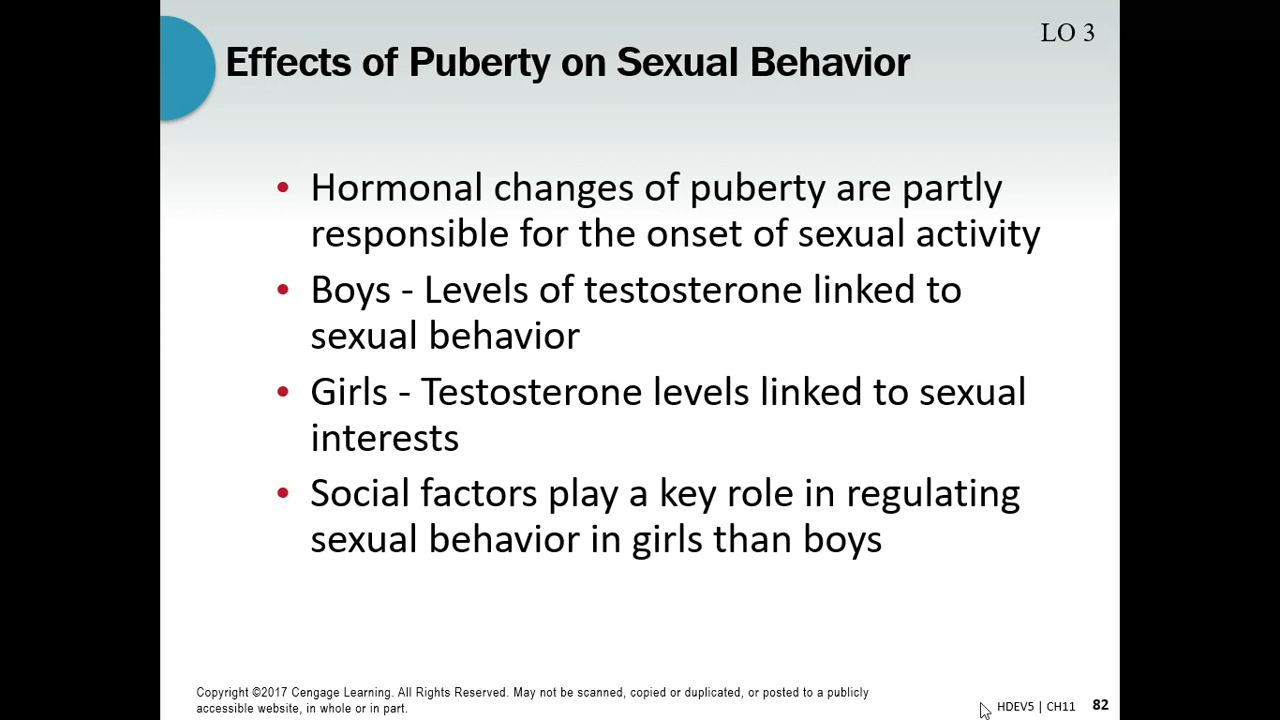 LO 3
Effects of Puberty on Sexual Behavior
• Hormonal changes of puberty are partly
responsible for the onset of sexual activity
• Boys - Levels of testosterone linked to
sexual behavior
• Girls - Testosterone levels linked to sexual
interests
• Social factors play a key role in regulating
sexual behavior in girls than boys
Copyright ©2017 Cengage Learning. All Rights Reserved. May not be scanned, copied or duplicated, or posted to a publicly
accessible website, in whole or in part.
HDEV5 | CH11 82